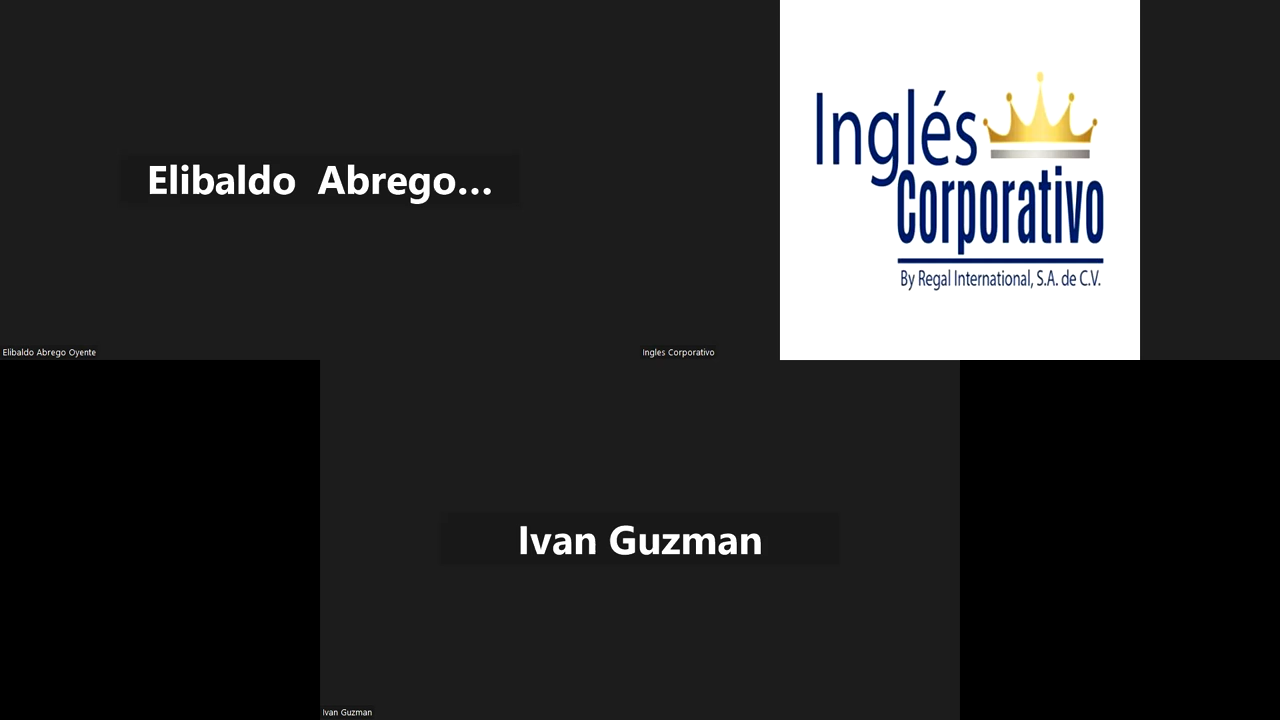 Elibaldo  Abrego...
Elibaldo Abrego Oyente
Inglés
Corporativo
By Regal International, S.A. de C.V.
Ingles Corporativo
Ivan Guzman
Ivan Guzman